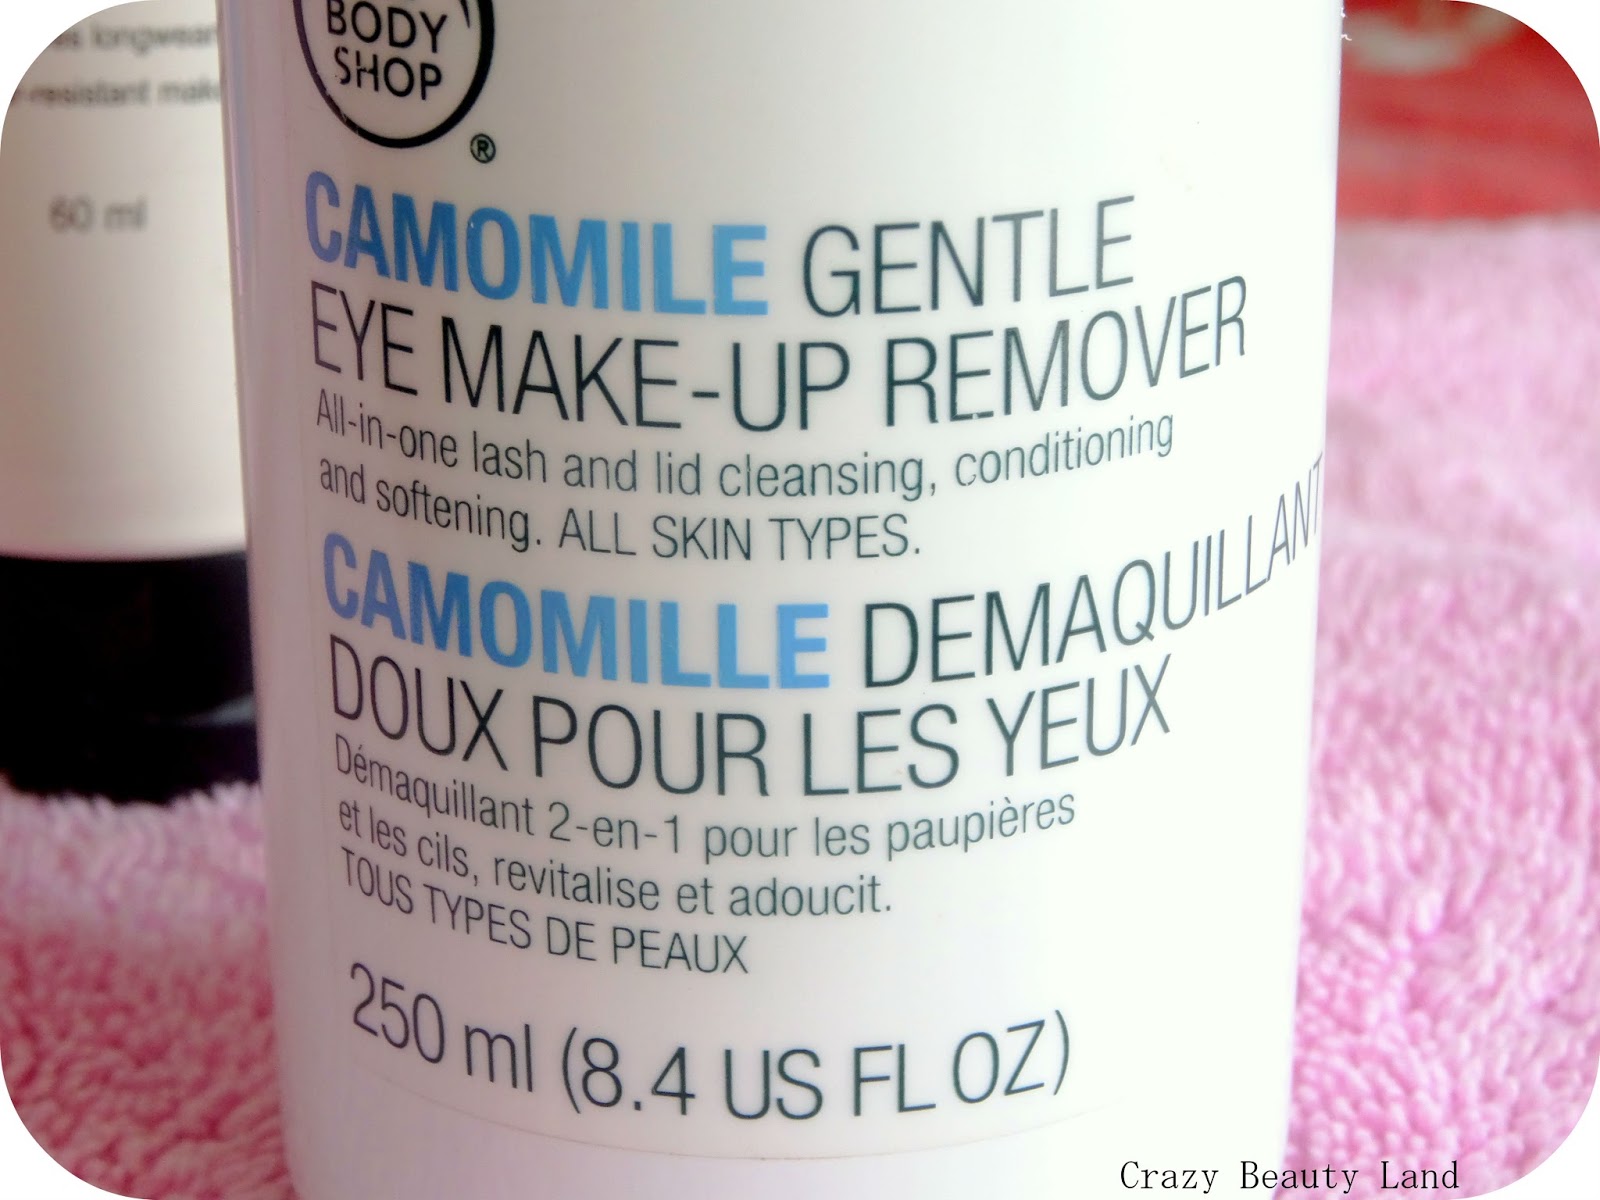 longwear
-resistant
60 ml
BODY
SHOP
®
CAMOMILE GENTLE
EYE MAKE-UP REMOVER
All-in-one lash and lid cleansing, conditioning
and softening. ALL SKIN TYPES.
CAMOMILLE DEMAQUILLANT
DOUX POUR LES YEUX
Démaquillant 2-en-1 pour les paupières
et les cils, revitalise et adoucit.
TOUS TYPES DE PEAUX
250 ml (8.4 US FL OZ)
Crazy Beauty Land